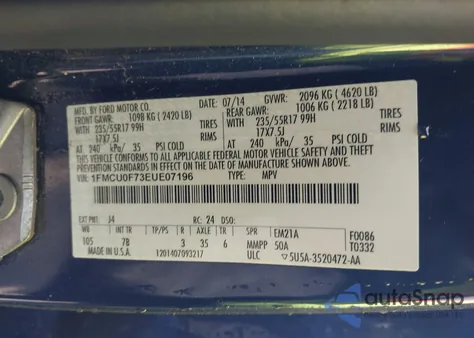 MFD. BY FORD MOTOR CO.
DATE: 07/14 GVWR: 2096 KG ( 4620 LB)
FRONT GAWR: 1098 KG ( 2420 LB) REAR GAWR: 1006 KG ( 2218 LB)
WITH 235/55R17 99H TIRES WITH 235/55R17 99H TIRES
17X7.5J RIMS 17X7.5J RIMS
AT 240 kPa/ 35 PSI COLD AT 240 kPa/ 35 PSI COLD
THIS VEHICLE CONFORMS TO ALL APPLICABLE FEDERAL MOTOR VEHICLE SAFETY AND BUMPER
STANDARDS IN EFFECT ON THE DATE OF MANUFACTURE SHOWN ABOVE.
VIN: 1FMCU0F73EUE07196
TYPE: MPV
EXT PNT: J4 RC: 24 DSO:
WB INT TR TP/PS R AXLE TR EM21A F0086
105 7B 3 35 6 MMPP 50A T0332
MADE IN U.S.A. 1201407093217 ULC 5U5A-3520472-AA
autoSnap